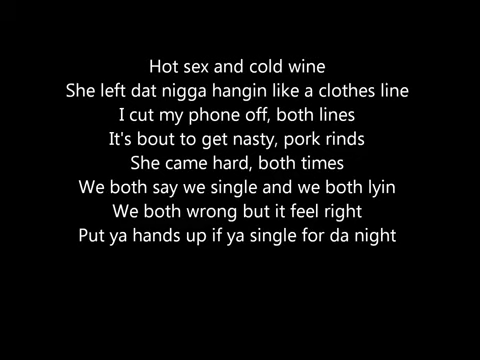 Hot sex and cold wine
She left dat nigga hangin like a clothes line
I cut my phone off, both lines
It's bout to get nasty, pork rinds
She came hard, both times
We both say we single and we both lyin
We both wrong but it feel right
Put ya hands up if ya single for da night